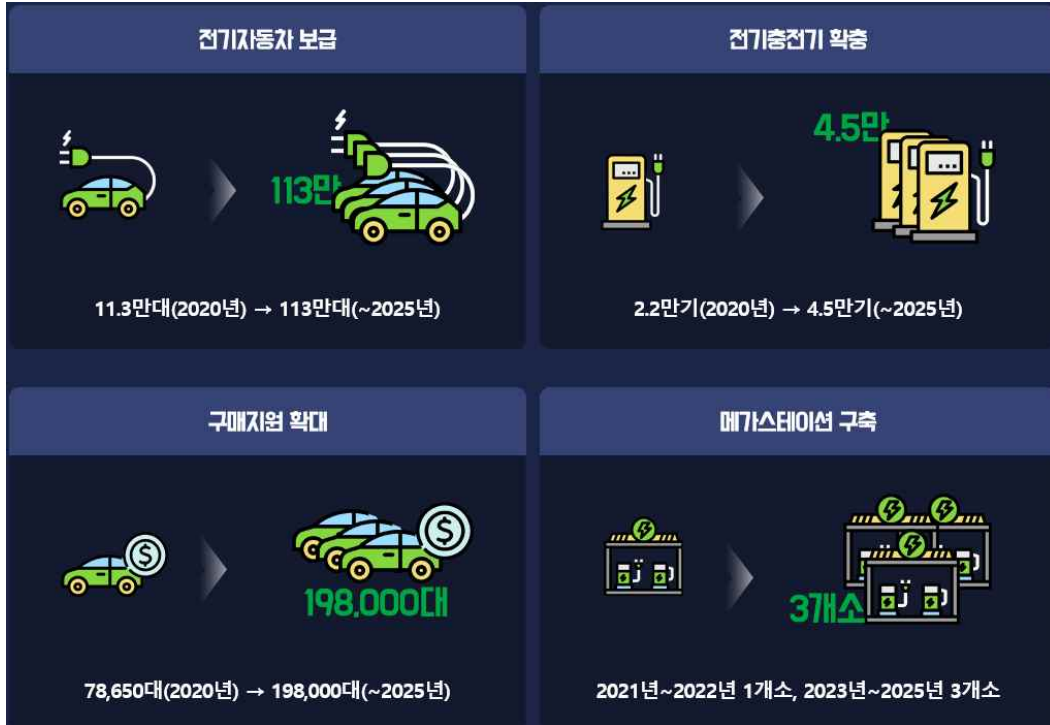 전기자동차 보급
113만
11.3만대(2020년) → 113만대(~2025년)
전기충전기 확충
4.5만
2.2만기(2020년) → 4.5만기(~2025년)
구매지원 확대
$
$
198,000대
78,650대(2020년) → 198,000대(~2025년)
메가스테이션 구축
3개소
2021년~2022년 1개소, 2023년~2025년 3개소